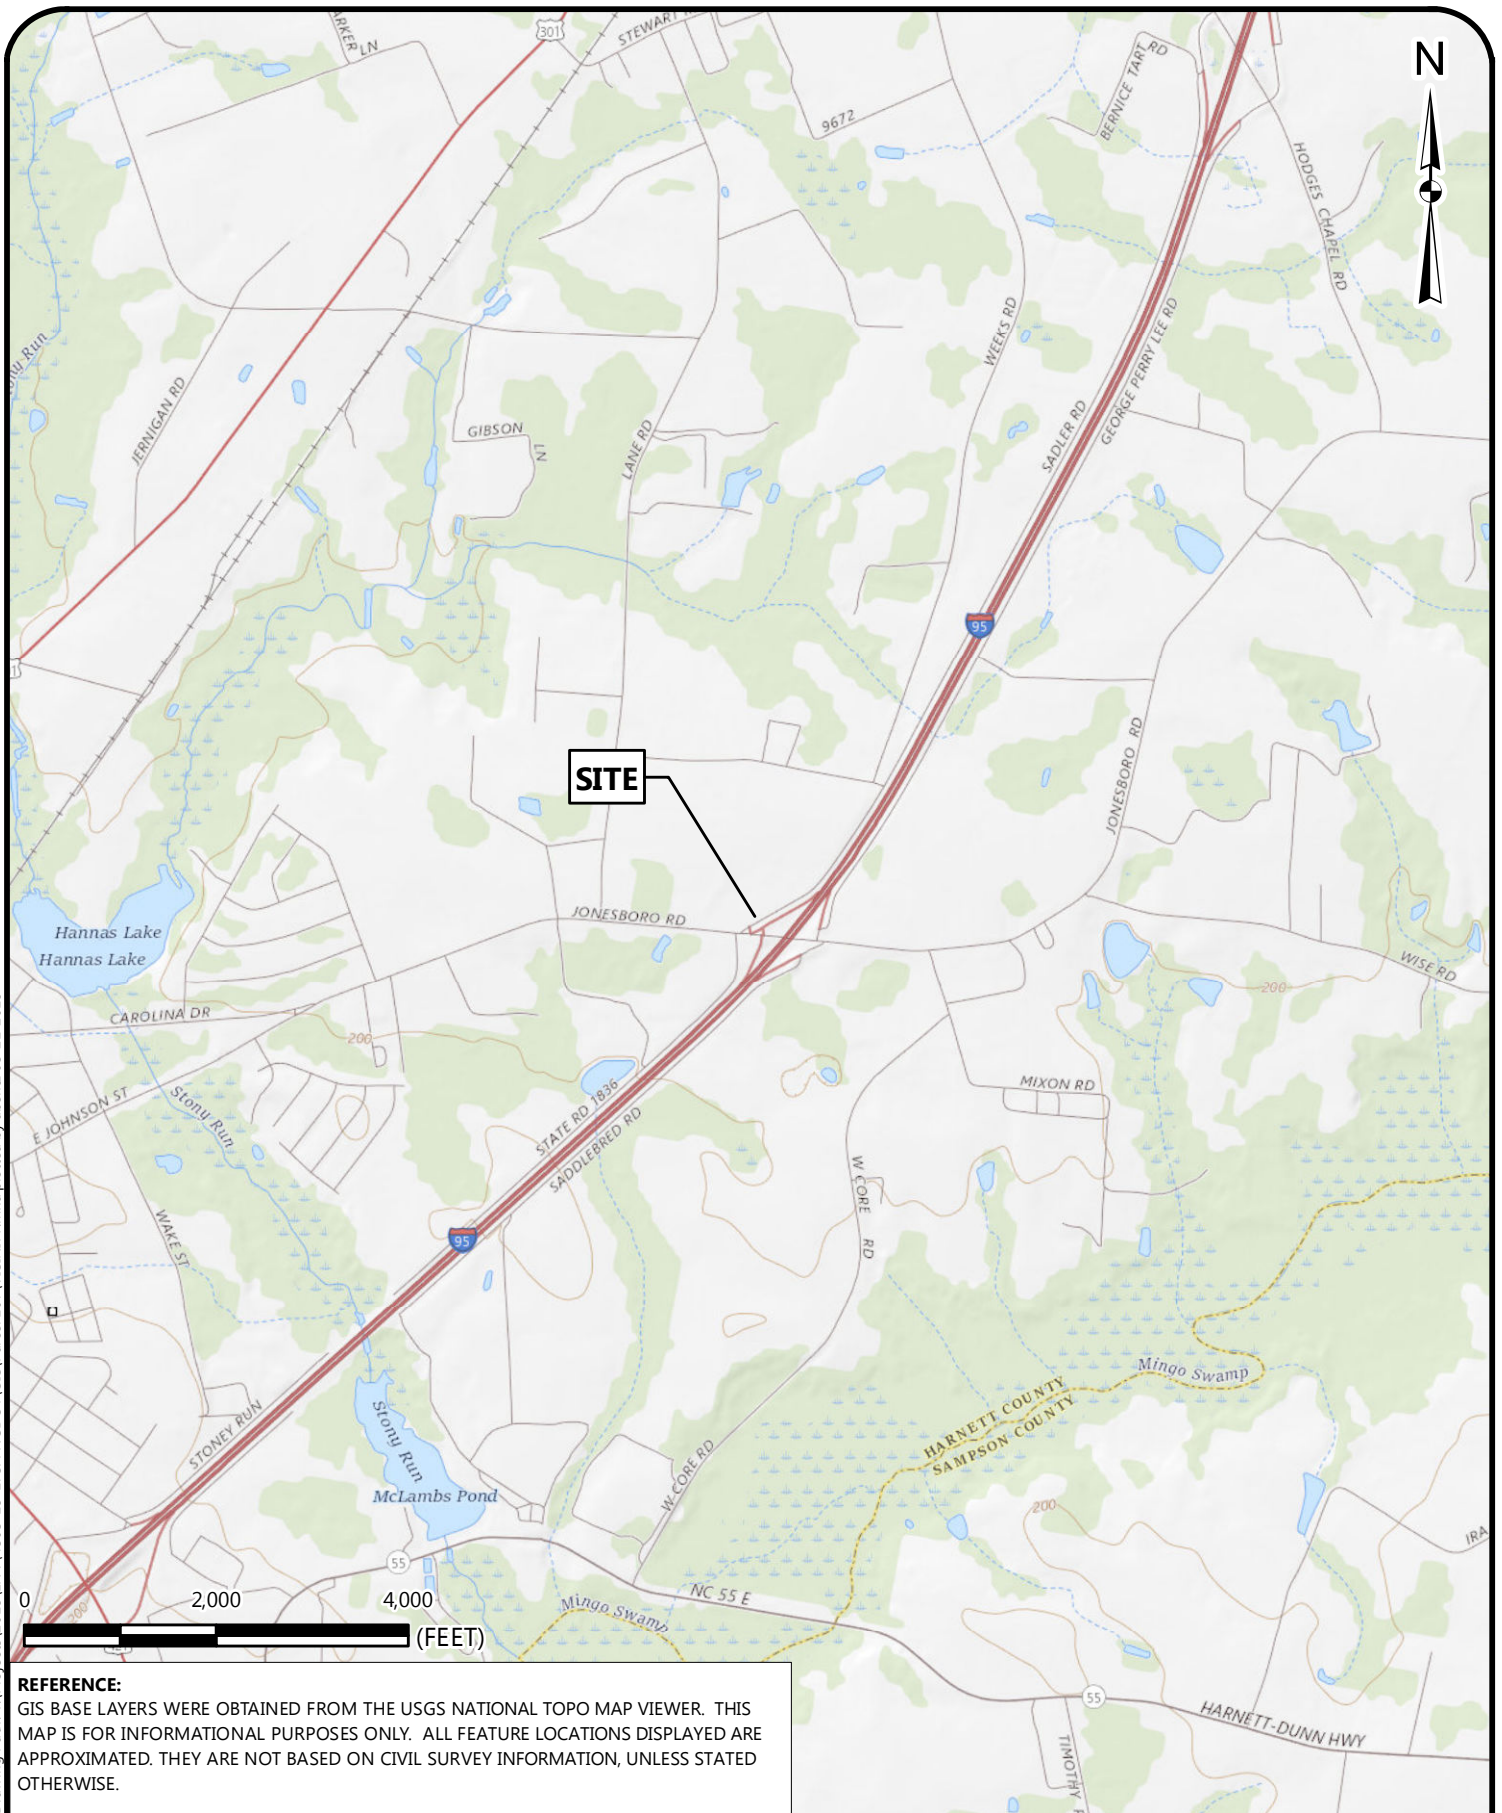 301
STEWART
ARKER LN
BERNICE TART RD
N
9672
HODGES CHAPEL RD
WEEKS RD
GEORGE PERRY LEE RD
SADLER RD
JERNIGAN RD
GIBSON LN
LANE RD
95
JONESBORO RD
SITE
JONESBORO RD
Hannas Lake
Hannas Lake
WISE RD
200
CAROLINA DR
200
STATE RD 1836
SADDLEBRED RD
MIXON RD
E JOHNSON ST
Stony Run
W CORE RD
WAKE ST
95
Mingo Swamp
HARNETT COUNTY
SAMPSON COUNTY
STONEY RUN
Stony Run
McLambs Pond
W CORE RD
200
IRA
55
NC 55 E
Mingo Swamp
200
0 2,000 4,000
(FEET)
55
HARNETT-DUNN HWY
TIMOTHY
REFERENCE:
GIS BASE LAYERS WERE OBTAINED FROM THE USGS NATIONAL TOPO MAP VIEWER. THIS
MAP IS FOR INFORMATIONAL PURPOSES ONLY. ALL FEATURE LOCATIONS DISPLAYED ARE
APPROXIMATED. THEY ARE NOT BASED ON CIVIL SURVEY INFORMATION, UNLESS STATED
OTHERWISE.